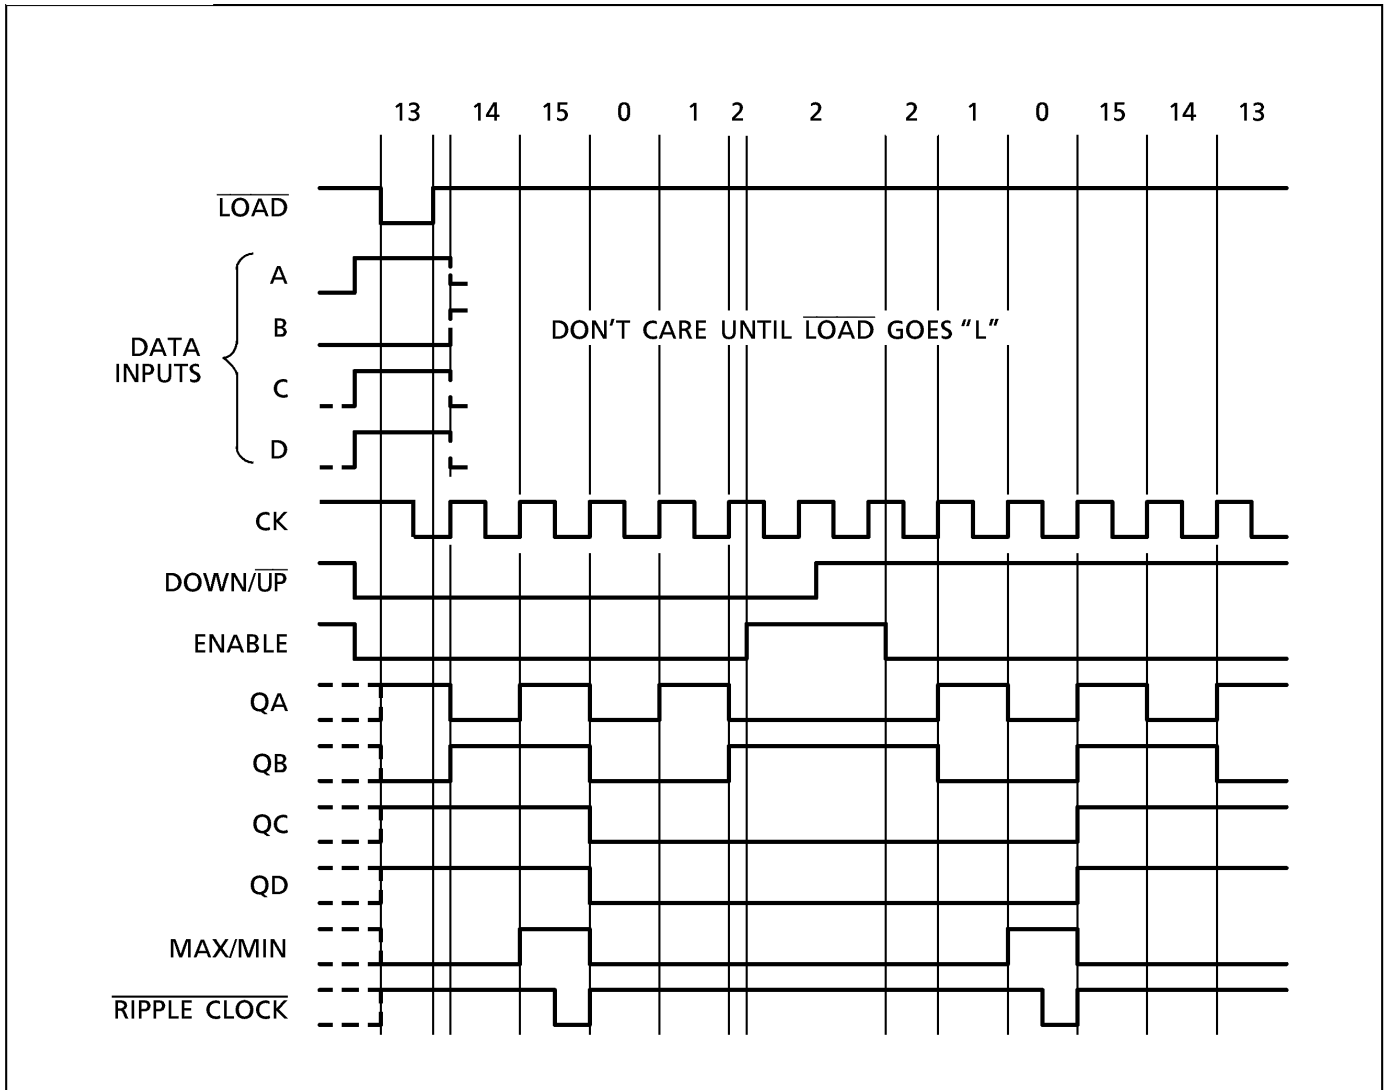 13 14 15 0 1 2 2 2 1 0 15 14 13
LOAD
A
B
DON'T CARE UNTIL LOAD GOES “L”
DATA
INPUTS
C
D
CK
DOWN/UP
ENABLE
QA
QB
QC
QD
MAX/MIN
RIPPLE CLOCK